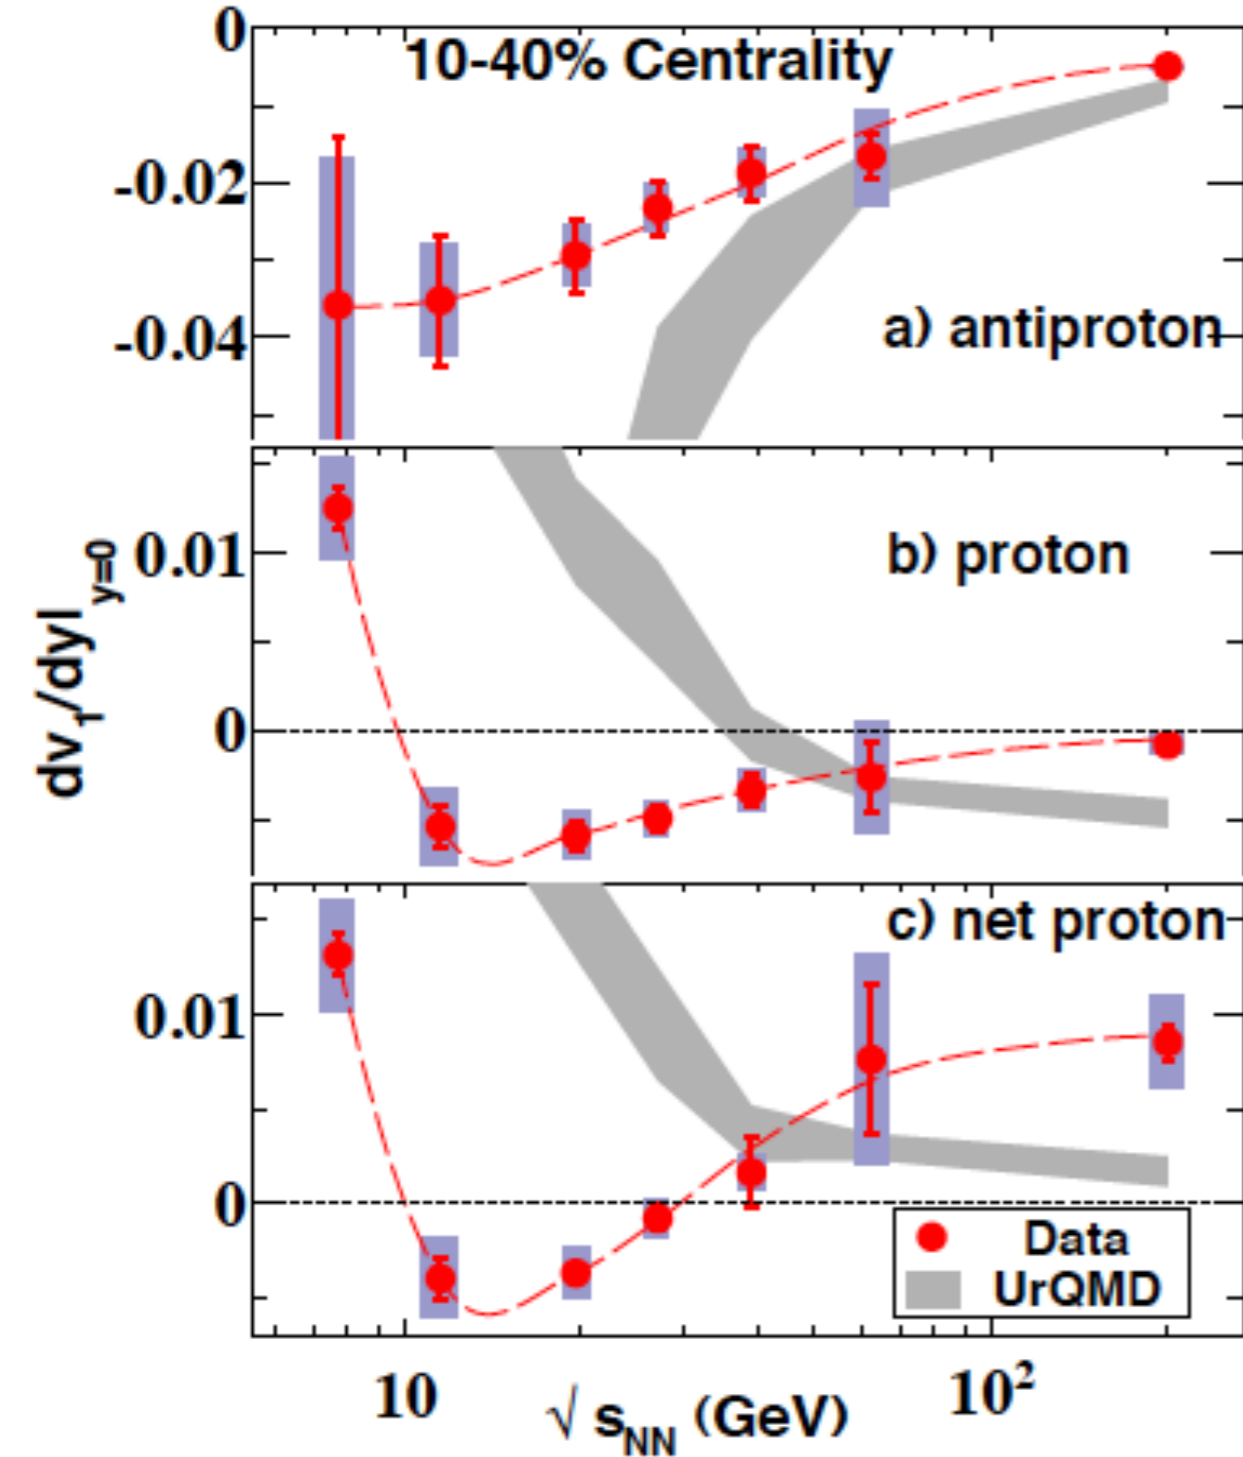 0
10-40% Centrality
-0.02
-0.04
a) antiproton
0.01
b) proton
0
dv1/dy|y=0
c) net proton
0.01
0
Data
UrQMD
10
√ sNN (GeV)
10²